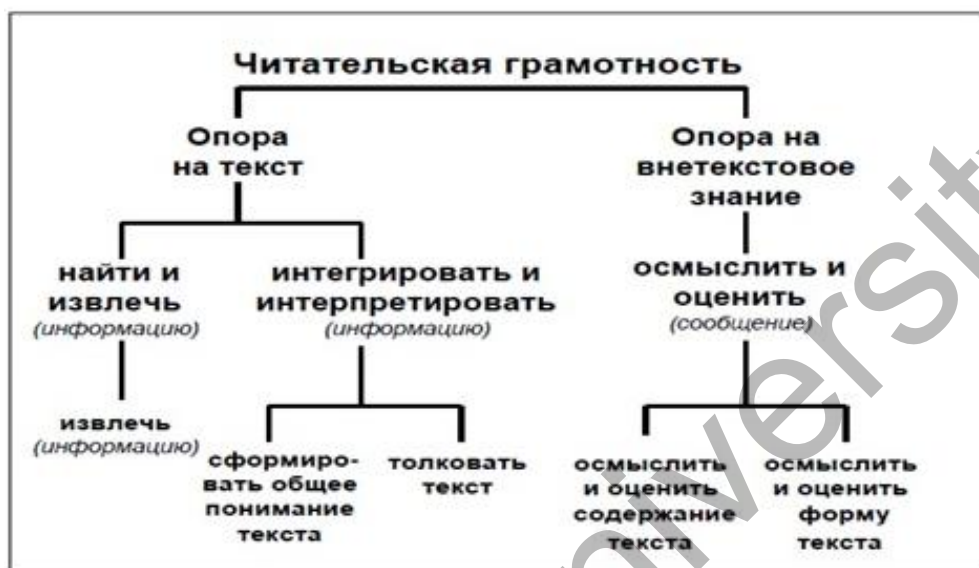 Читательская грамотность
Опора
на текст
Опора на
внетекстовое
знание
найти и
извлечь
(информацию)
интегрировать и
интерпретировать
(информацию)
осмыслить и
оценить
(сообщение)
извлечь
(информацию)
сформиро-
вать общее
понимание
текста
толковать
текст
осмыслить
и оценить
содержание
текста
осмыслить
и оценить
форму
текста
niversit